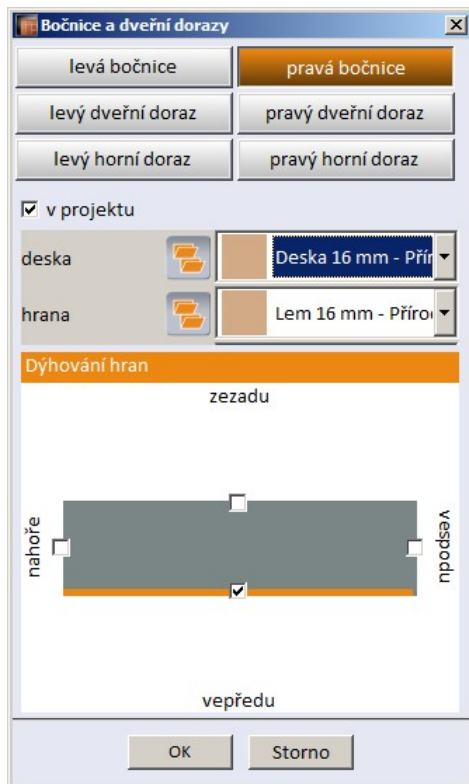 Bočnice a dveřní dorazy
levá bočnice
pravá bočnice
levý dveřní doraz
pravý dveřní doraz
levý horní doraz
pravý horní doraz
v projektu
deska
Deska 16 mm - Pří
hrana
Lem 16 mm - Příro
Dýhování hran
zezadu
nahoře
vespodu
vepředu
OK
Storno